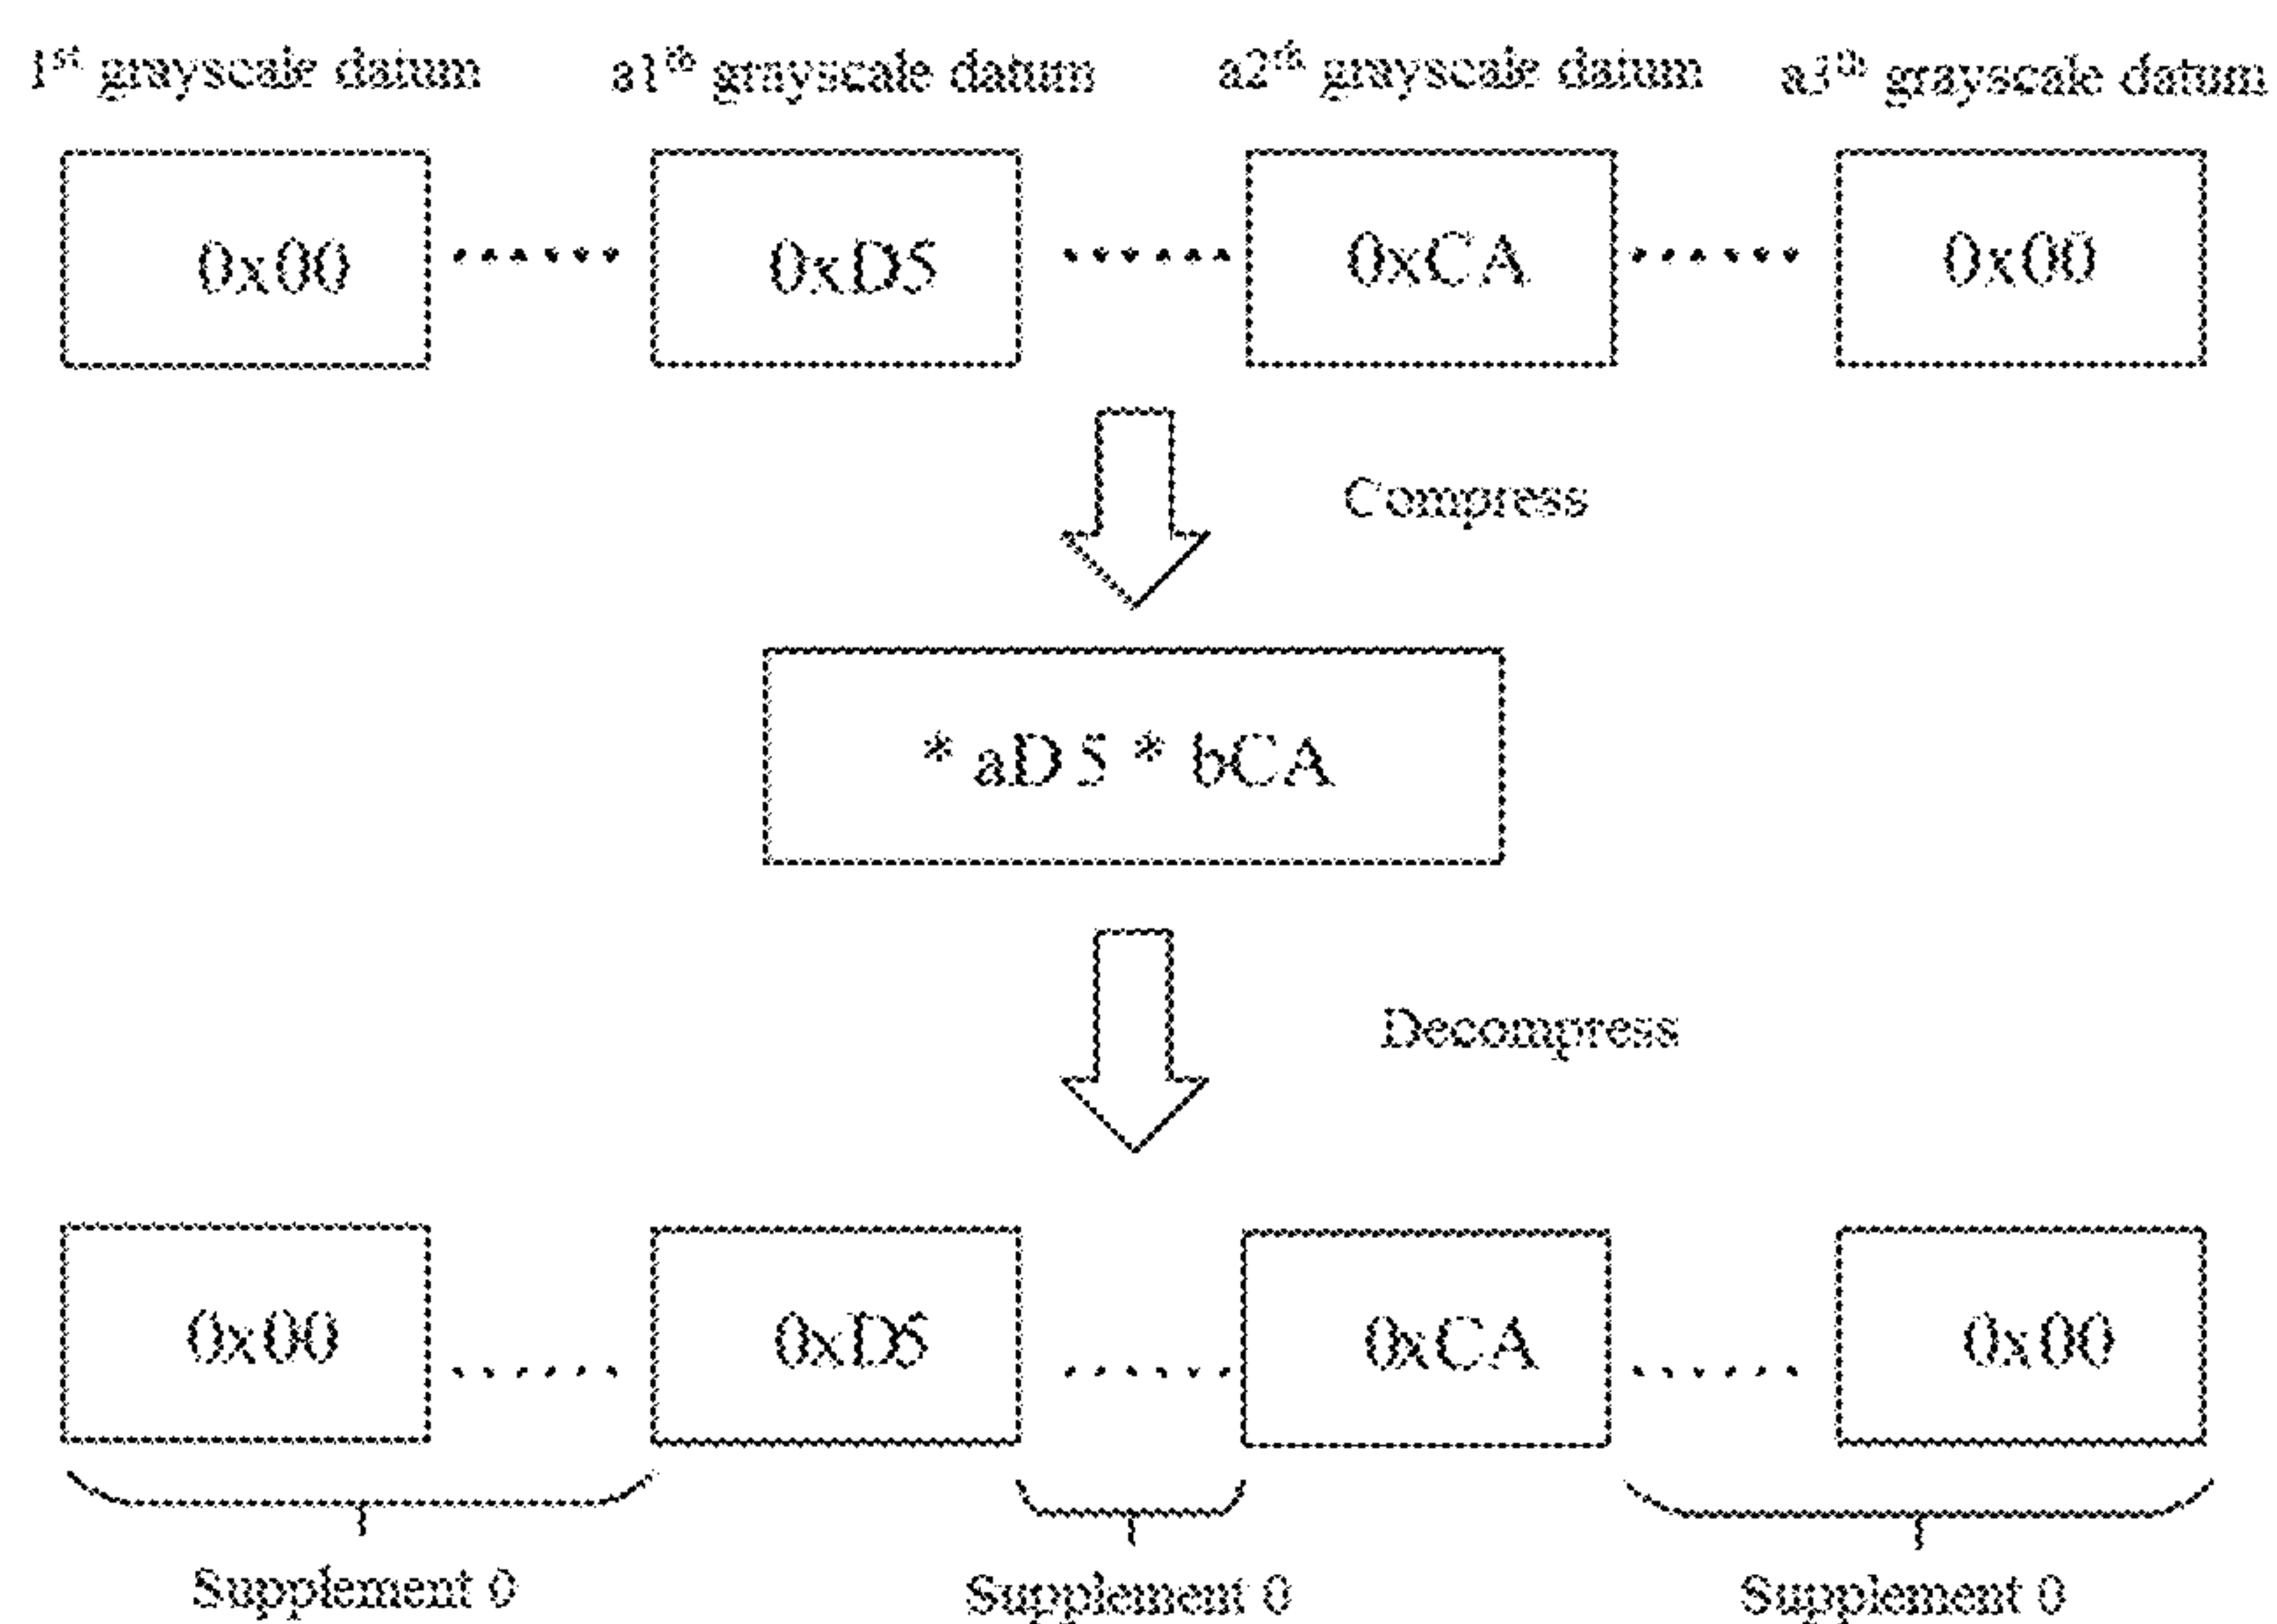 1st grayscale datum a1th grayscale datum a2th grayscale datum a3th grayscale datum
0x00 ...... 0xD5 ...... 0xCA ...... 0x00
Compress
* aD5 * bCA
Decompress
0x00 ...... 0xD5 ...... 0xCA ...... 0x00
Supplement 0 Supplement 0 Supplement 0